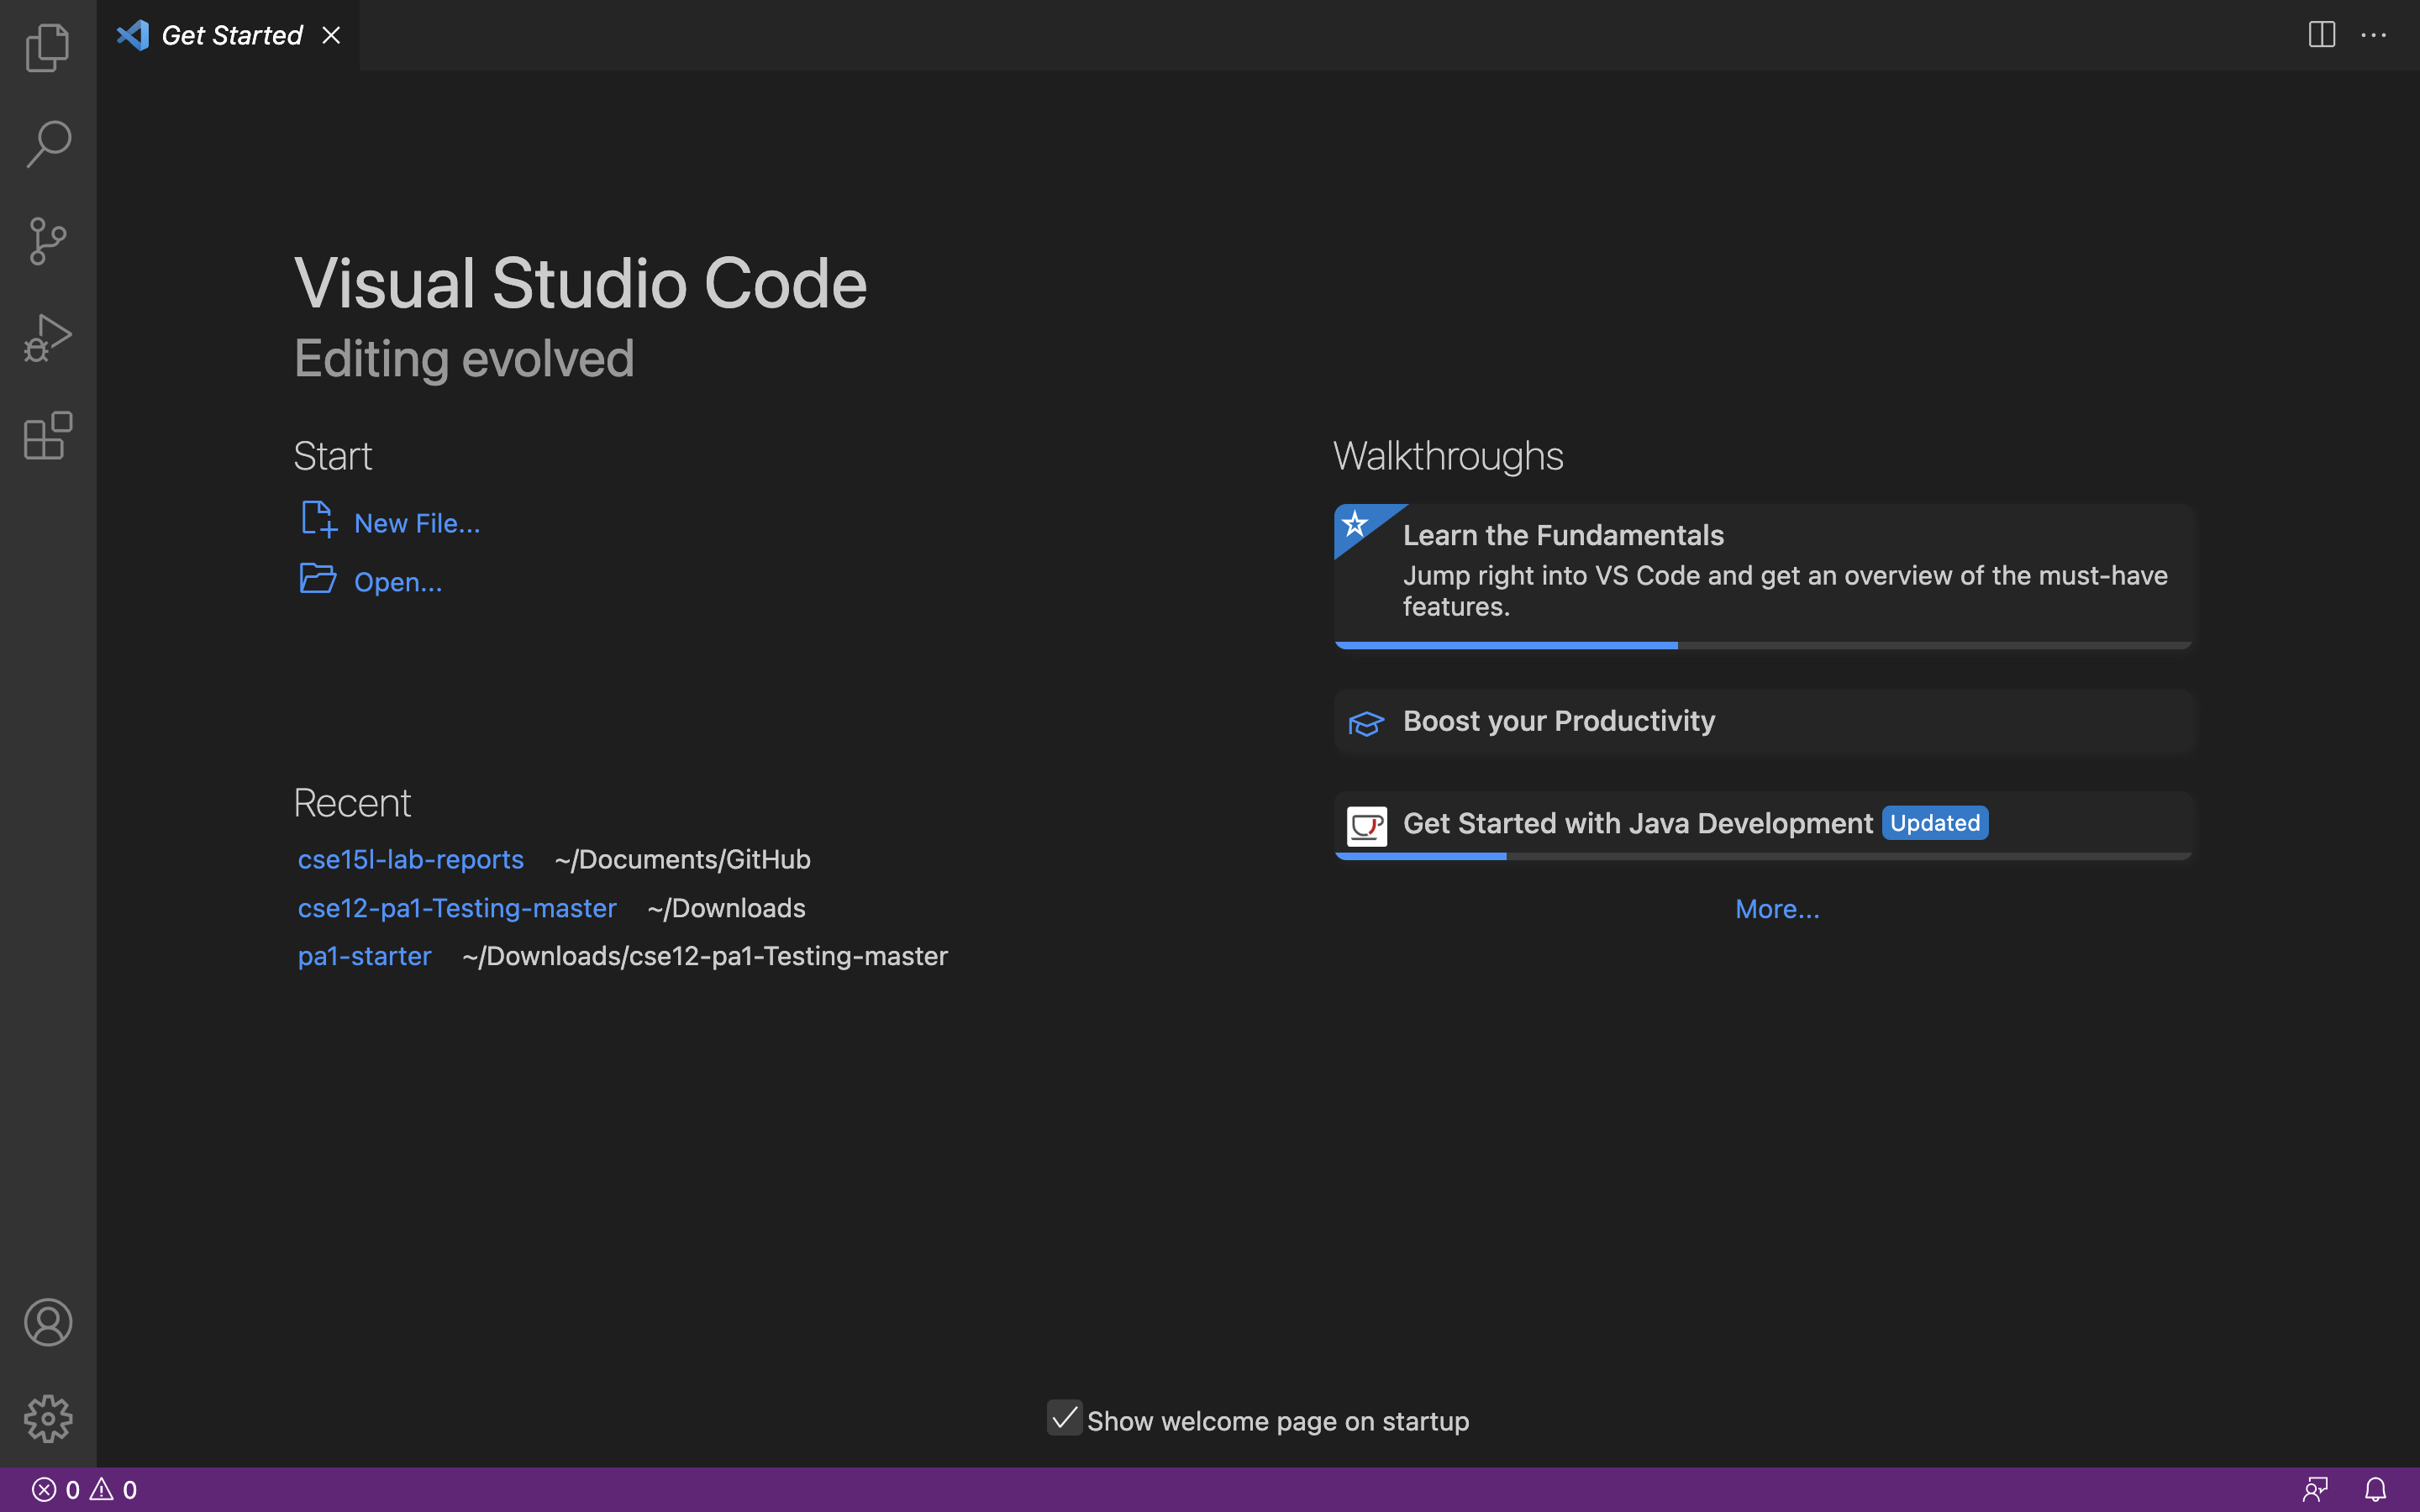 Get Started
Visual Studio Code
Editing evolved
Start
New File...
Open...
Recent
cse15l-lab-reports ~/Documents/GitHub
cse12-pa1-Testing-master ~/Downloads
pa1-starter ~/Downloads/cse12-pa1-Testing-master
Walkthroughs
Learn the Fundamentals
Jump right into VS Code and get an overview of the must-have
features.
Boost your Productivity
Get Started with Java Development Updated
More...
Show welcome page on startup
0 0